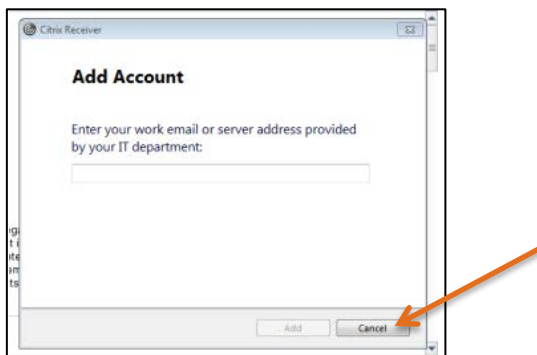 Citrix Receiver
Add Account
Enter your work email or server address provided
by your IT department:
Add Cancel